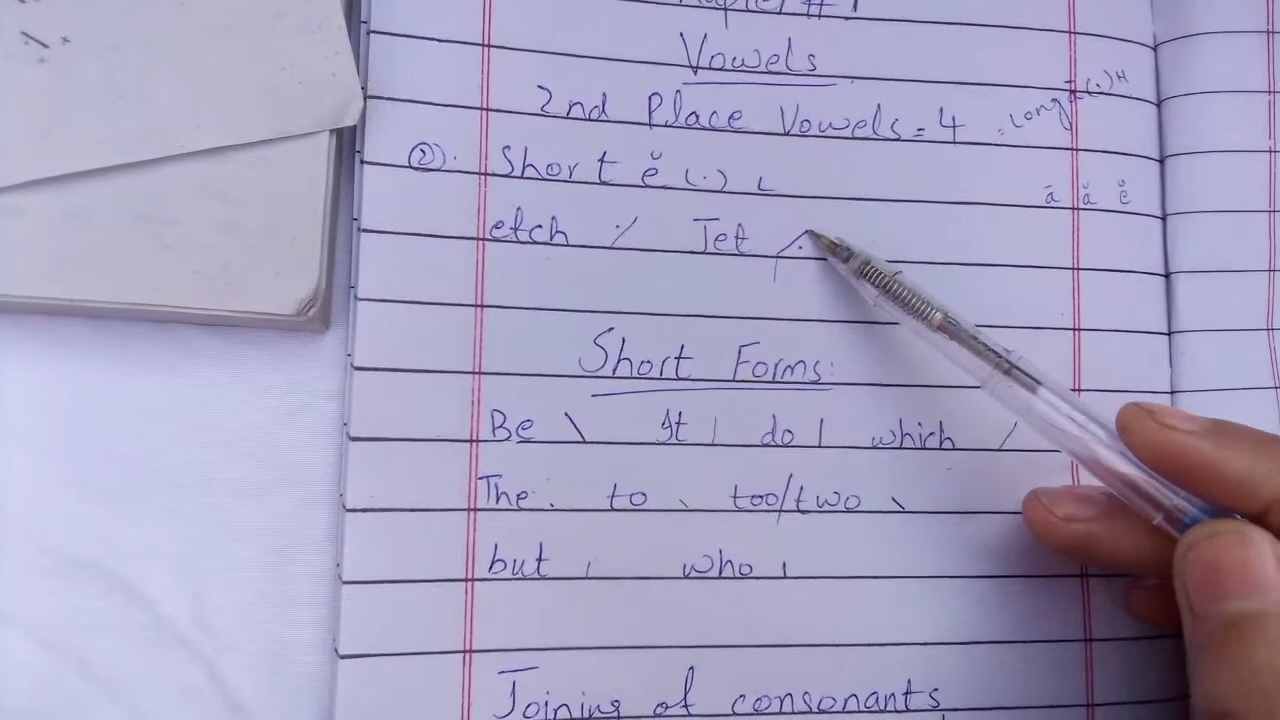 Vowels
2nd Place Vowels = 4 = Long ā (.) H
②. Short ĕ (.) L
ā ă ĕ
etch Jet
Short Forms:
Be \ It | do | which /
The . to \ too/two \
but | who |
Joining of consonants